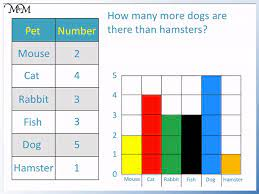 How many more dogs are
there than hamsters?
Pet Number
Mouse 2
Cat 4
Rabbit 3
Fish 3
Dog 5
Hamster 1
5
4
3
2
1
0
Mouse Cat Rabbit Fish Dog Hamster